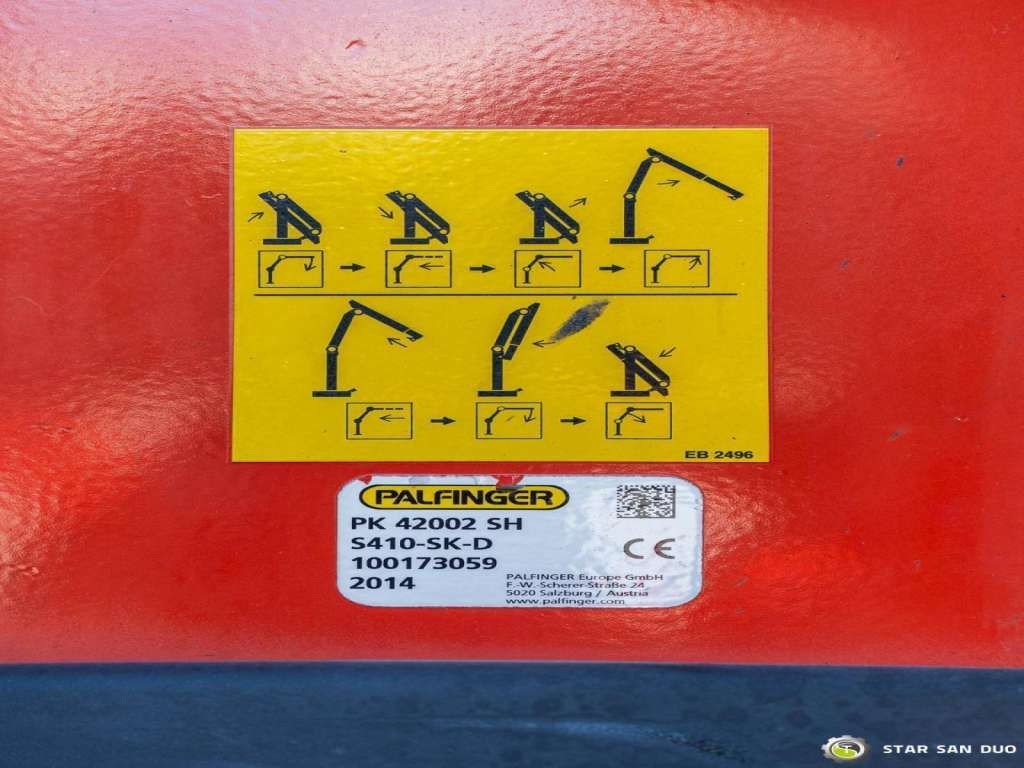 EB 2496
PALFINGER
PK 42002 SH
S410-SK-D
100173059
2014
PALFINGER Europe GmbH
F.-W.-Scherer-Straße 24
5020 Salzburg / Austria
www.palfinger.com
CE
STAR SAN DUO